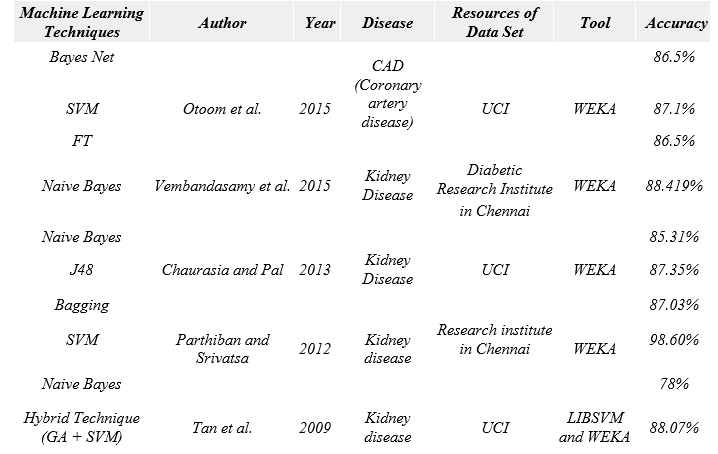 Machine Learning Techniques Author Year Disease Resources of Data Set Tool Accuracy
Bayes Net 86.5%
CAD (Coronary artery disease)
SVM Otoom et al. 2015 UCI WEKA 87.1%
FT 86.5%
Naive Bayes Vembandasamy et al. 2015 Kidney Disease Diabetic Research Institute in Chennai WEKA 88.419%
Naive Bayes 85.31%
J48 Chaurasia and Pal 2013 Kidney Disease UCI WEKA 87.35%
Bagging 87.03%
SVM Parthiban and Srivatsa 2012 Kidney disease Research institute in Chennai WEKA 98.60%
Naive Bayes 78%
Hybrid Technique (GA + SVM) Tan et al. 2009 Kidney disease UCI LIBSVM and WEKA 88.07%